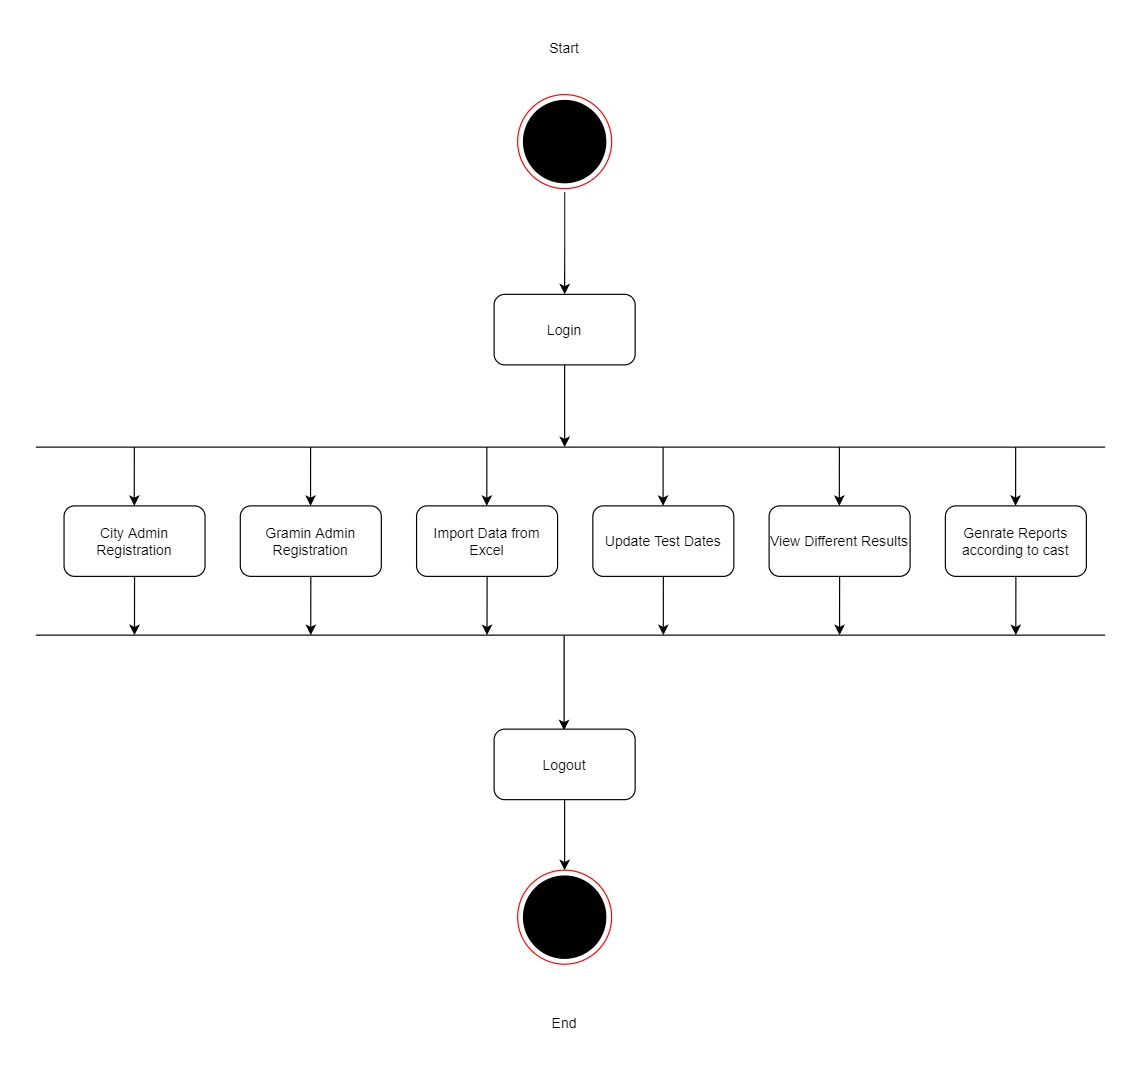 Start
Login
City Admin
Registration
Gramin Admin
Registration
Import Data from
Excel
Update Test Dates
View Different Results
Genrate Reports
according to cast
Logout
End